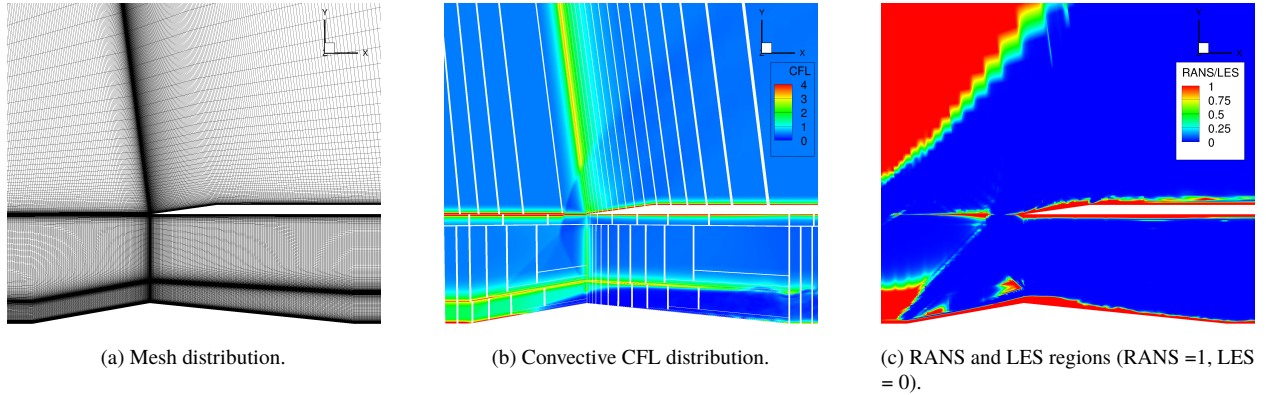 Y
Z
X
Y
Z
X
CFL
4
3
2
1
0
Y
Z
X
RANS/LES
1
0.75
0.5
0.25
0
(a) Mesh distribution.
(b) Convective CFL distribution.
(c) RANS and LES regions (RANS =1, LES
= 0).